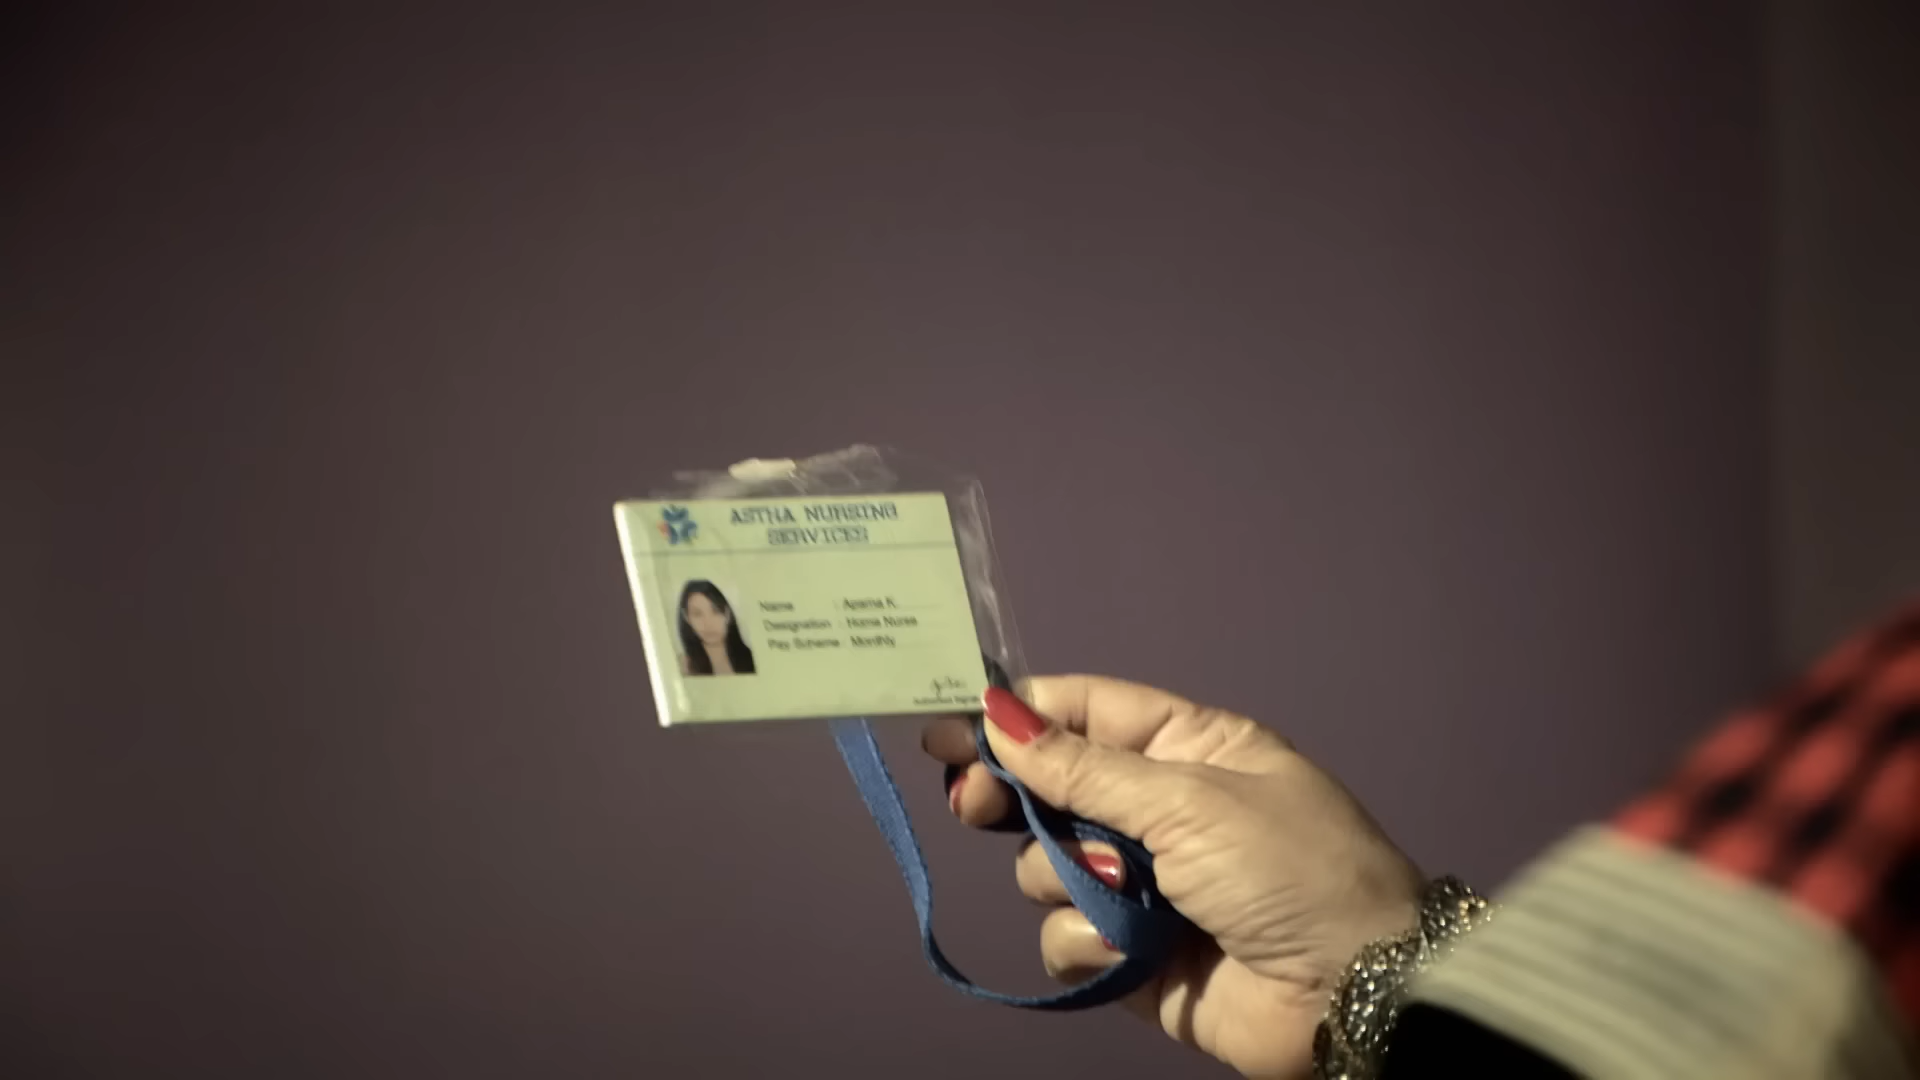 ASTHA NURSING
SERVICES
Name : Aparna K.
Designation : Home Nurse
Pay Scheme : Monthly